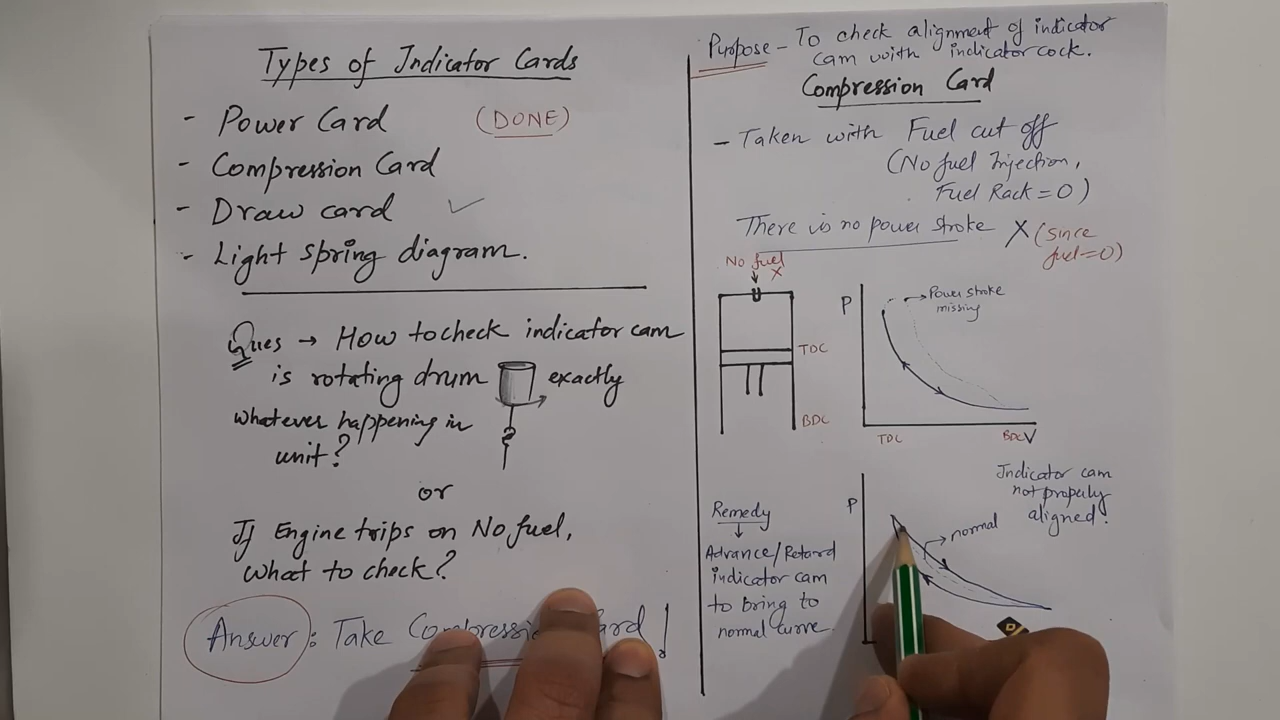 Types of Indicator Cards
- Power Card (DONE)
- Compression Card
- Draw card ✓
- Light spring diagram.
Ques → How to check indicator cam
is rotating drum exactly
whatever happening in
unit?
or
If Engine trips on No fuel,
What to check?
Answer: Take Compression Card!
Purpose - To check alignment of indicator
cam with indicator cock.
Compression Card
- Taken with Fuel cut off
(No fuel Injection,
Fuel Rack = 0)
There is no power stroke X (since
fuel=0)
No fuel
X
TDC
BDC
P
Power stroke
missing
TDC
BDC V
P
Indicator cam
not properly
aligned.
normal
Remedy
↓
Advance/Retard
indicator cam
to bring to
normal curve.